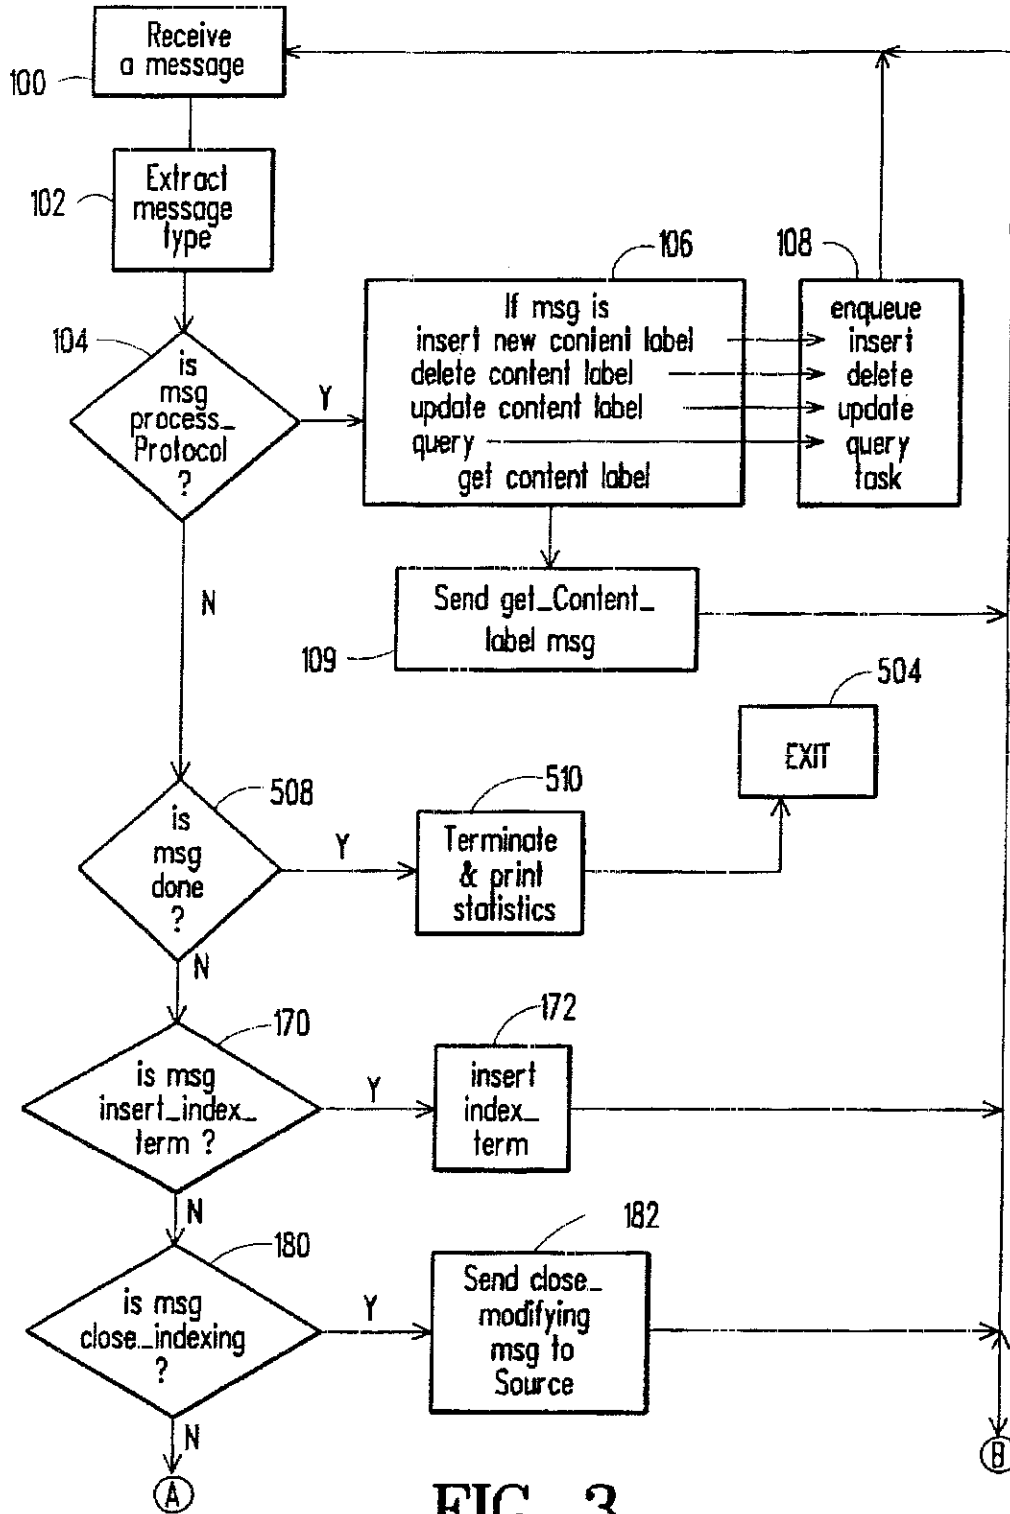 Receive
a message
100
Extract
message
type
102
104
is
msg
process_
Protocol
?
Y
N
106
If msg is
insert new content label
delete content label
update content label
query
get content label
108
enqueue
insert
delete
update
query
task
Send get_Content_
label msg
109
504
EXIT
508
is
msg
done
?
Y
N
510
Terminate
& print
statistics
170
is msg
insert_index_
term ?
Y
N
172
insert
index_
term
180
is msg
close_indexing
?
Y
N
182
Send close_
modifying
msg to
Source
A
B
FIG. 3